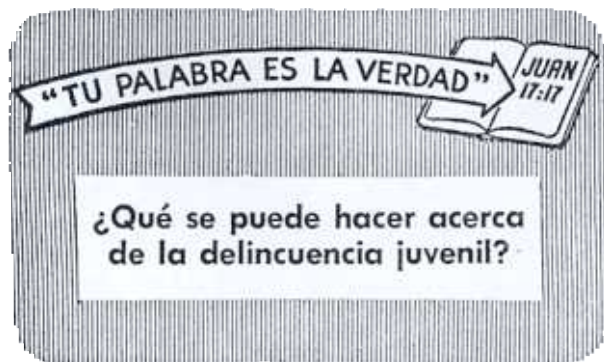 “TU PALABRA ES LA VERDAD”
JUAN
17:17
¿Qué se puede hacer acerca
de la delincuencia juvenil?